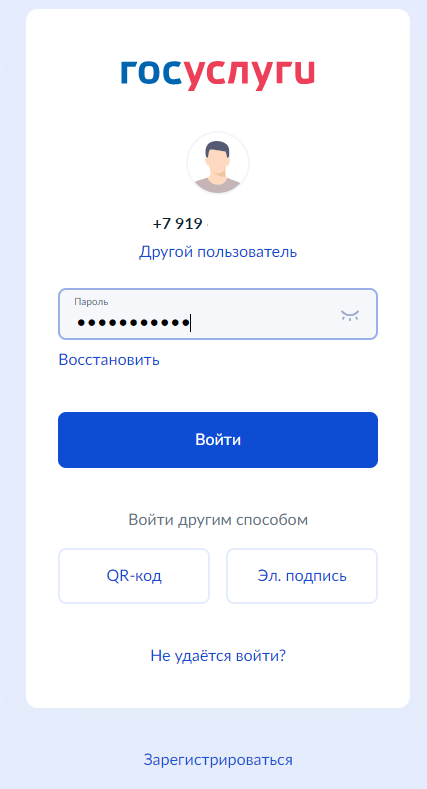 госуслуги
+7 919
Другой пользователь
Пароль
•••••••••••
Восстановить
Войти
Войти другим способом
QR-код
Эл. подпись
Не удаётся войти?
Зарегистрироваться